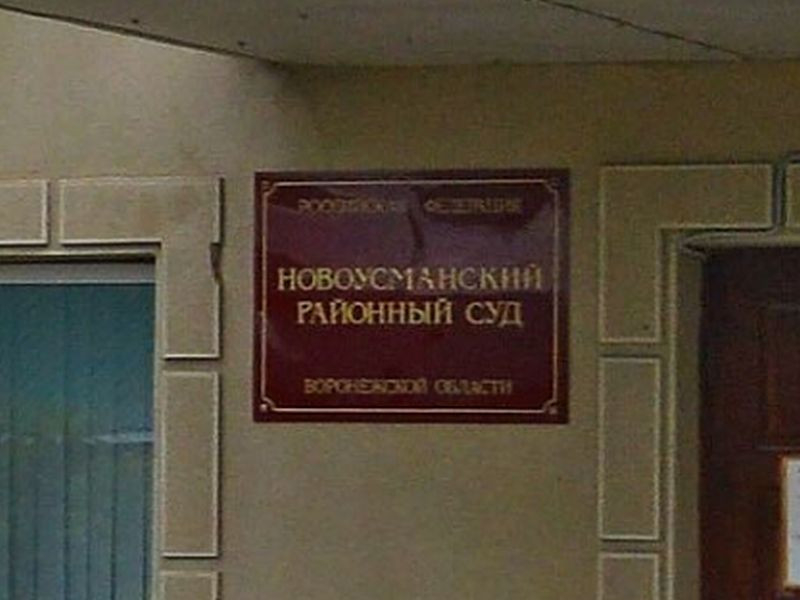 РОССИЙСКАЯ ФЕДЕРАЦИЯ
НОВОУСМАНСКИЙ
РАЙОННЫЙ СУД
ВОРОНЕЖСКОЙ ОБЛАСТИ